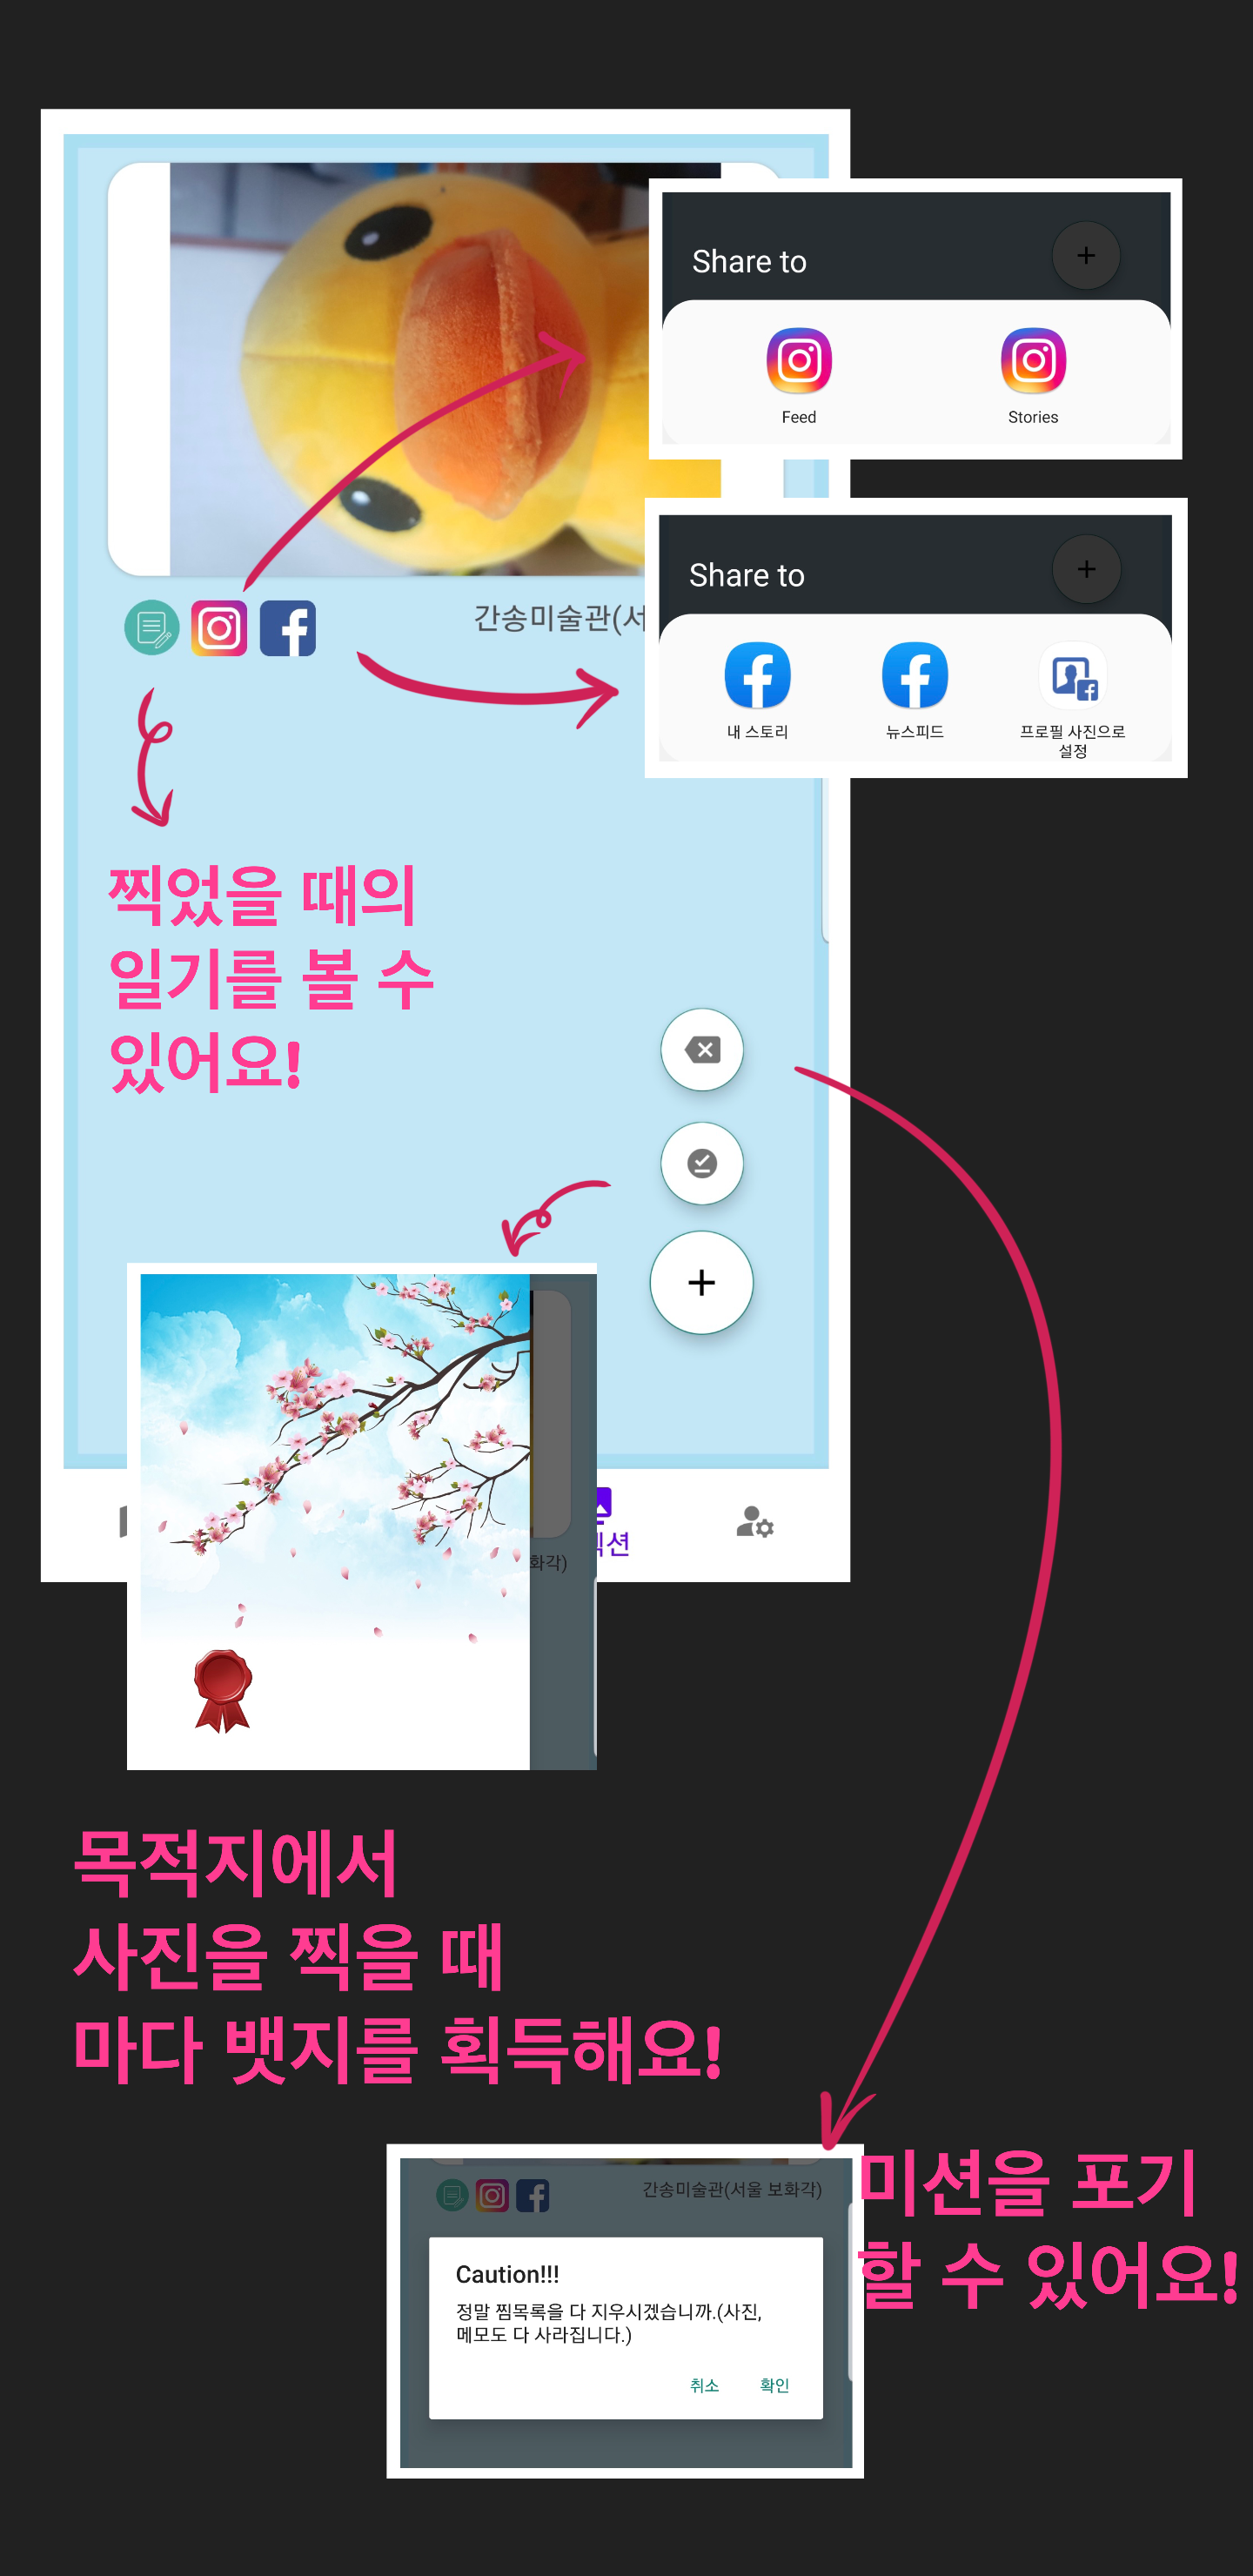 Share to
Feed Stories
Share to
내 스토리 뉴스피드 프로필 사진으로
설정
간송미술관(서
찍었을 때의
일기를 볼 수
있어요!
화각)
션
목적지에서
사진을 찍을 때
마다 뱃지를 획득해요!
미션을 포기
할 수 있어요!
간송미술관(서울 보화각)
Caution!!!
정말 찜목록을 다 지우시겠습니까.(사진,
메모도 다 사라집니다.)
취소 확인